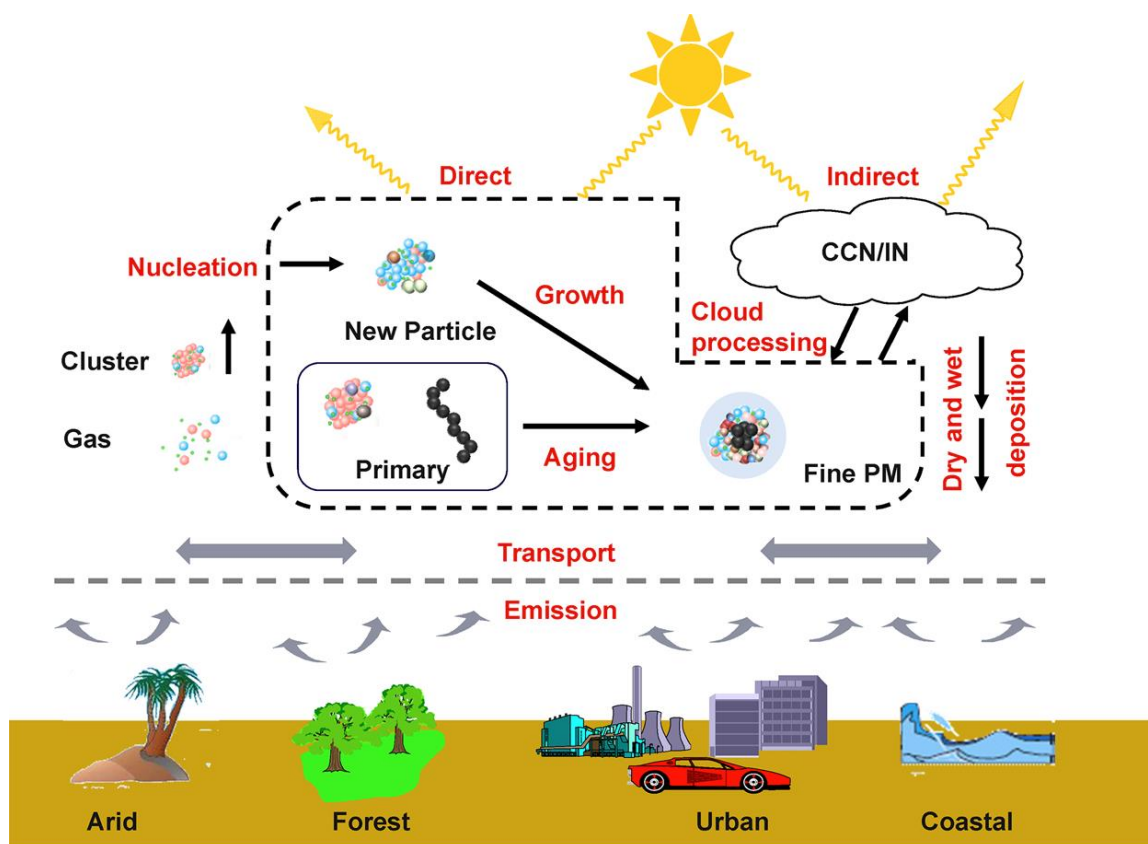 Direct
Indirect
CCN/IN
Nucleation
Growth
Cloud
processing
New Particle
Cluster
Gas
Primary
Aging
Fine PM
Dry and wet
deposition
Transport
Emission
Arid
Forest
Urban
Coastal